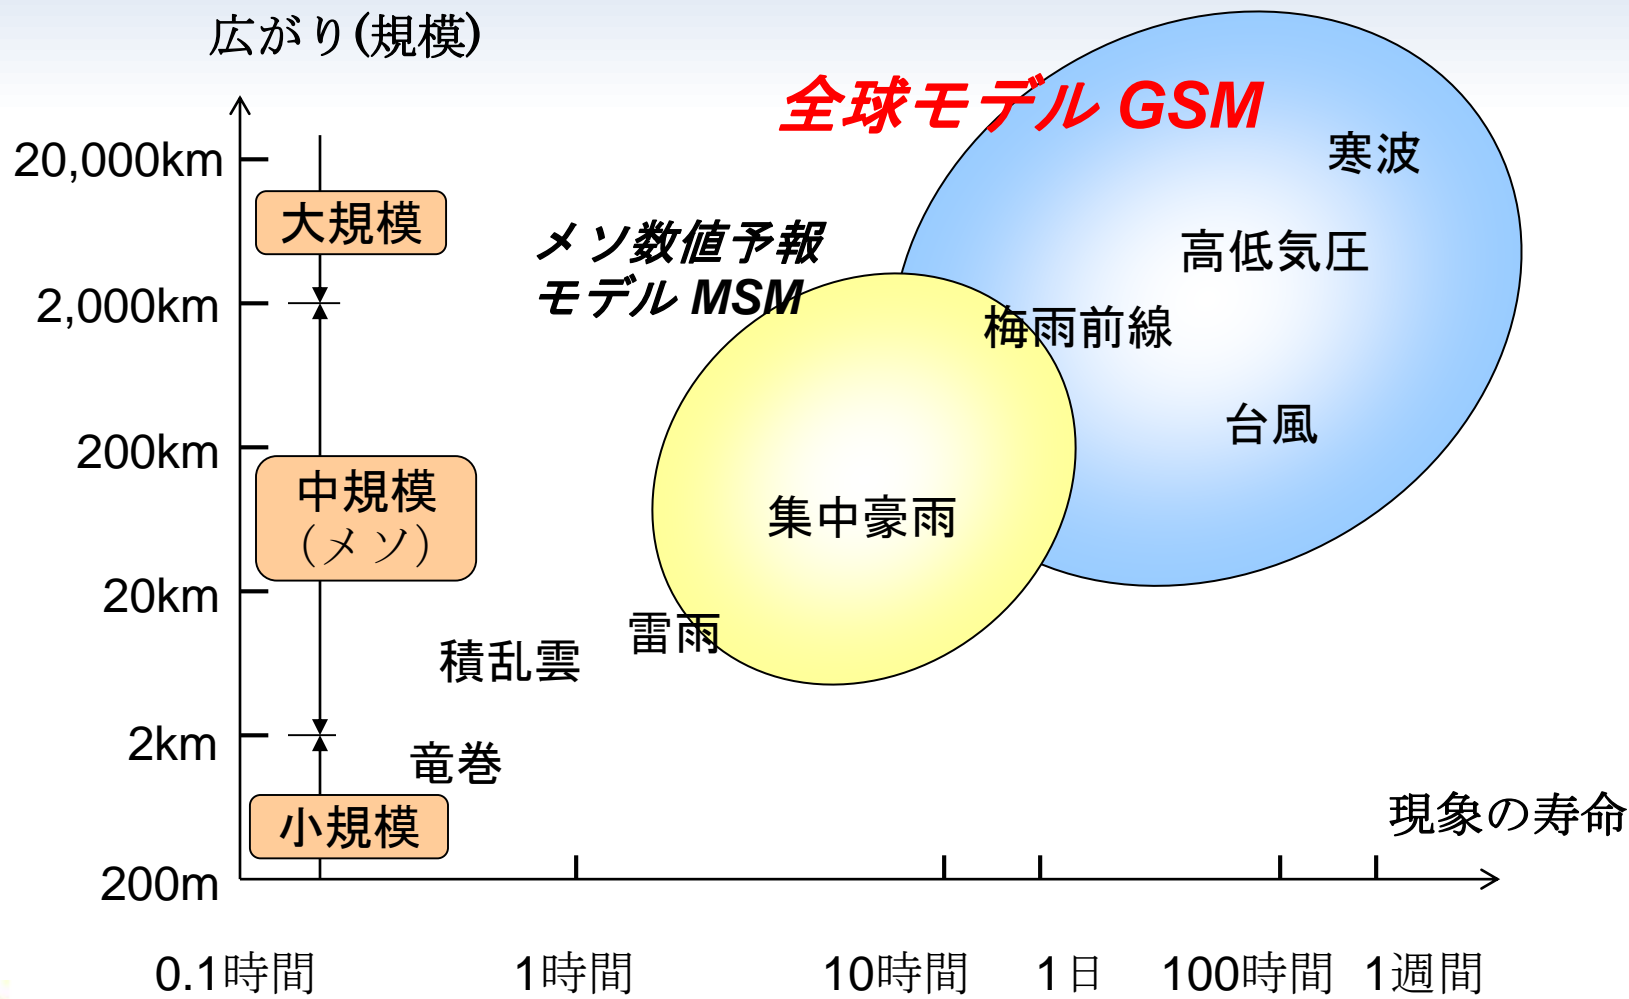 広がり(規模)
全球モデル GSM
寒波
20,000km
大規模
メソ数値予報
モデル MSM
高低気圧
2,000km
梅雨前線
台風
200km
中規模
（メソ）
集中豪雨
20km
雷雨
積乱雲
2km
竜巻
小規模
現象の寿命
200m
0.1時間
1時間
10時間
1日
100時間
1週間